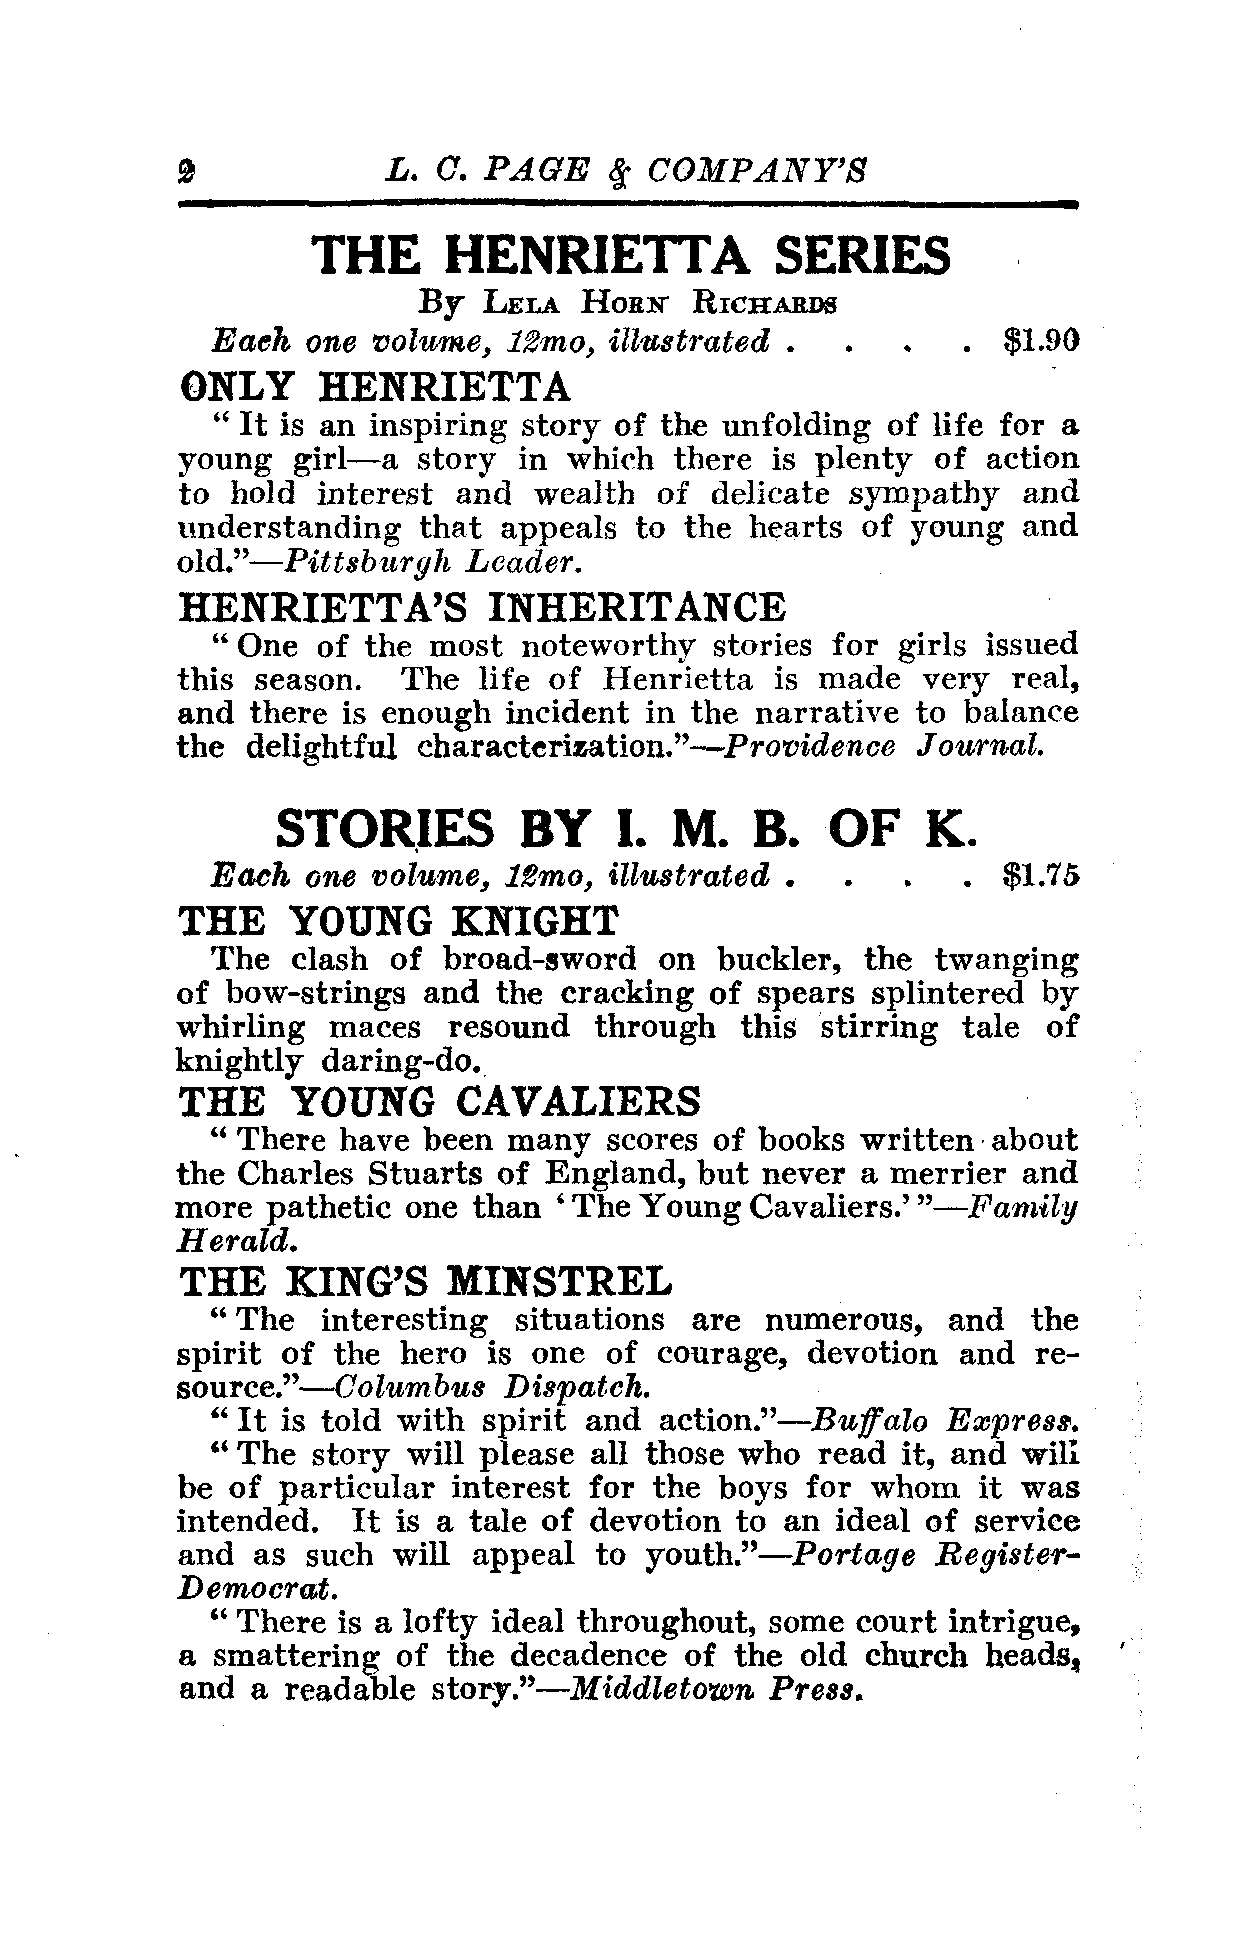 2 L. C. PAGE & COMPANY'S
THE HENRIETTA SERIES
By LELA HORN RICHARDS
Each one volume, 12mo, illustrated . . . . $1.90
ONLY HENRIETTA
" It is an inspiring story of the unfolding of life for a
young girl—a story in which there is plenty of action
to hold interest and wealth of delicate sympathy and
understanding that appeals to the hearts of young and
old."—Pittsburgh Leader.
HENRIETTA'S INHERITANCE
" One of the most noteworthy stories for girls issued
this season. The life of Henrietta is made very real,
and there is enough incident in the narrative to balance
the delightful characterization."—Providence Journal.
STORIES BY I. M. B. OF K.
Each one volume, 12mo, illustrated . . . . $1.75
THE YOUNG KNIGHT
The clash of broad-sword on buckler, the twanging
of bow-strings and the cracking of spears splintered by
whirling maces resound through this stirring tale of
knightly daring-do.
THE YOUNG CAVALIERS
" There have been many scores of books written about
the Charles Stuarts of England, but never a merrier and
more pathetic one than ' The Young Cavaliers.' "—Family
Herald.
THE KING'S MINSTREL
" The interesting situations are numerous, and the
spirit of the hero is one of courage, devotion and re-
source."—Columbus Dispatch.
" It is told with spirit and action."—Buffalo Express.
" The story will please all those who read it, and will
be of particular interest for the boys for whom it was
intended. It is a tale of devotion to an ideal of service
and as such will appeal to youth."—Portage Register-
Democrat.
" There is a lofty ideal throughout, some court intrigue,
a smattering of the decadence of the old church heads,
and a readable story."—Middletown Press.